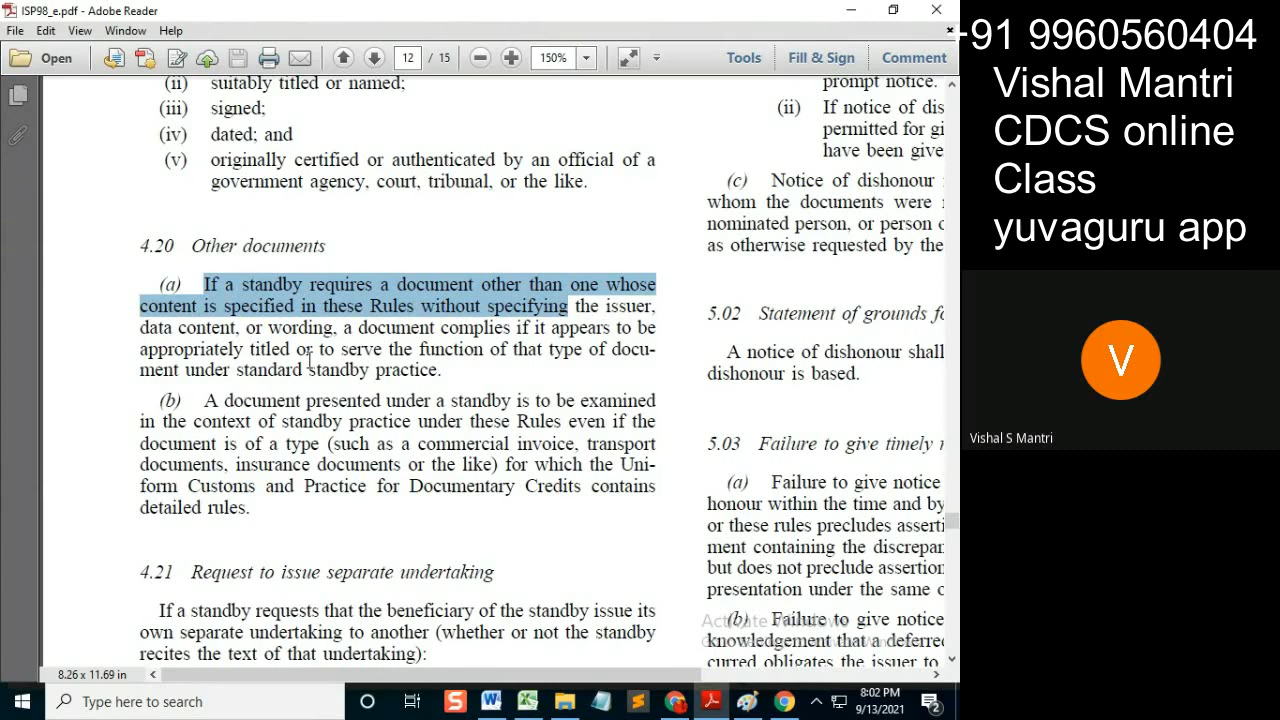 ISP98_e.pdf - Adobe Reader
File Edit View Window Help
Open 12 / 15 150% Tools Fill & Sign Comment
(ii) suitably titled or named;
(iii) signed;
(iv) dated; and
(v) originally certified or authenticated by an official of a
government agency, court, tribunal, or the like.
4.20 Other documents
(a) If a standby requires a document other than one whose
content is specified in these Rules without specifying the issuer,
data content, or wording, a document complies if it appears to be
appropriately titled or to serve the function of that type of docu-
ment under standard standby practice.
(b) A document presented under a standby is to be examined
in the context of standby practice under these Rules even if the
document is of a type (such as a commercial invoice, transport
documents, insurance documents or the like) for which the Uni-
form Customs and Practice for Documentary Credits contains
detailed rules.
4.21 Request to issue separate undertaking
If a standby requests that the beneficiary of the standby issue its
own separate undertaking to another (whether or not the standby
recites the text of that undertaking):
prompt notice.
(ii) If notice of dis
permitted for gi
have been give
(c) Notice of dishonour
whom the documents were
nominated person, or person
as otherwise requested by the
5.02 Statement of grounds fo
A notice of dishonour shall
dishonour is based.
5.03 Failure to give timely
(a) Failure to give notice
honour within the time and by
or these rules precludes asserti
ment containing the discrepan
but does not preclude assertion
presentation under the same
Activate Windows
(b) Failure to give notice
knowledgement that a deferre
curred obligates the issuer to
8.26 x 11.69 in
Type here to search
8:02 PM
9/13/2021
2
+91 9960560404
Vishal Mantri
CDCS online
Class
yuvaguru app
V
Vishal S Mantri